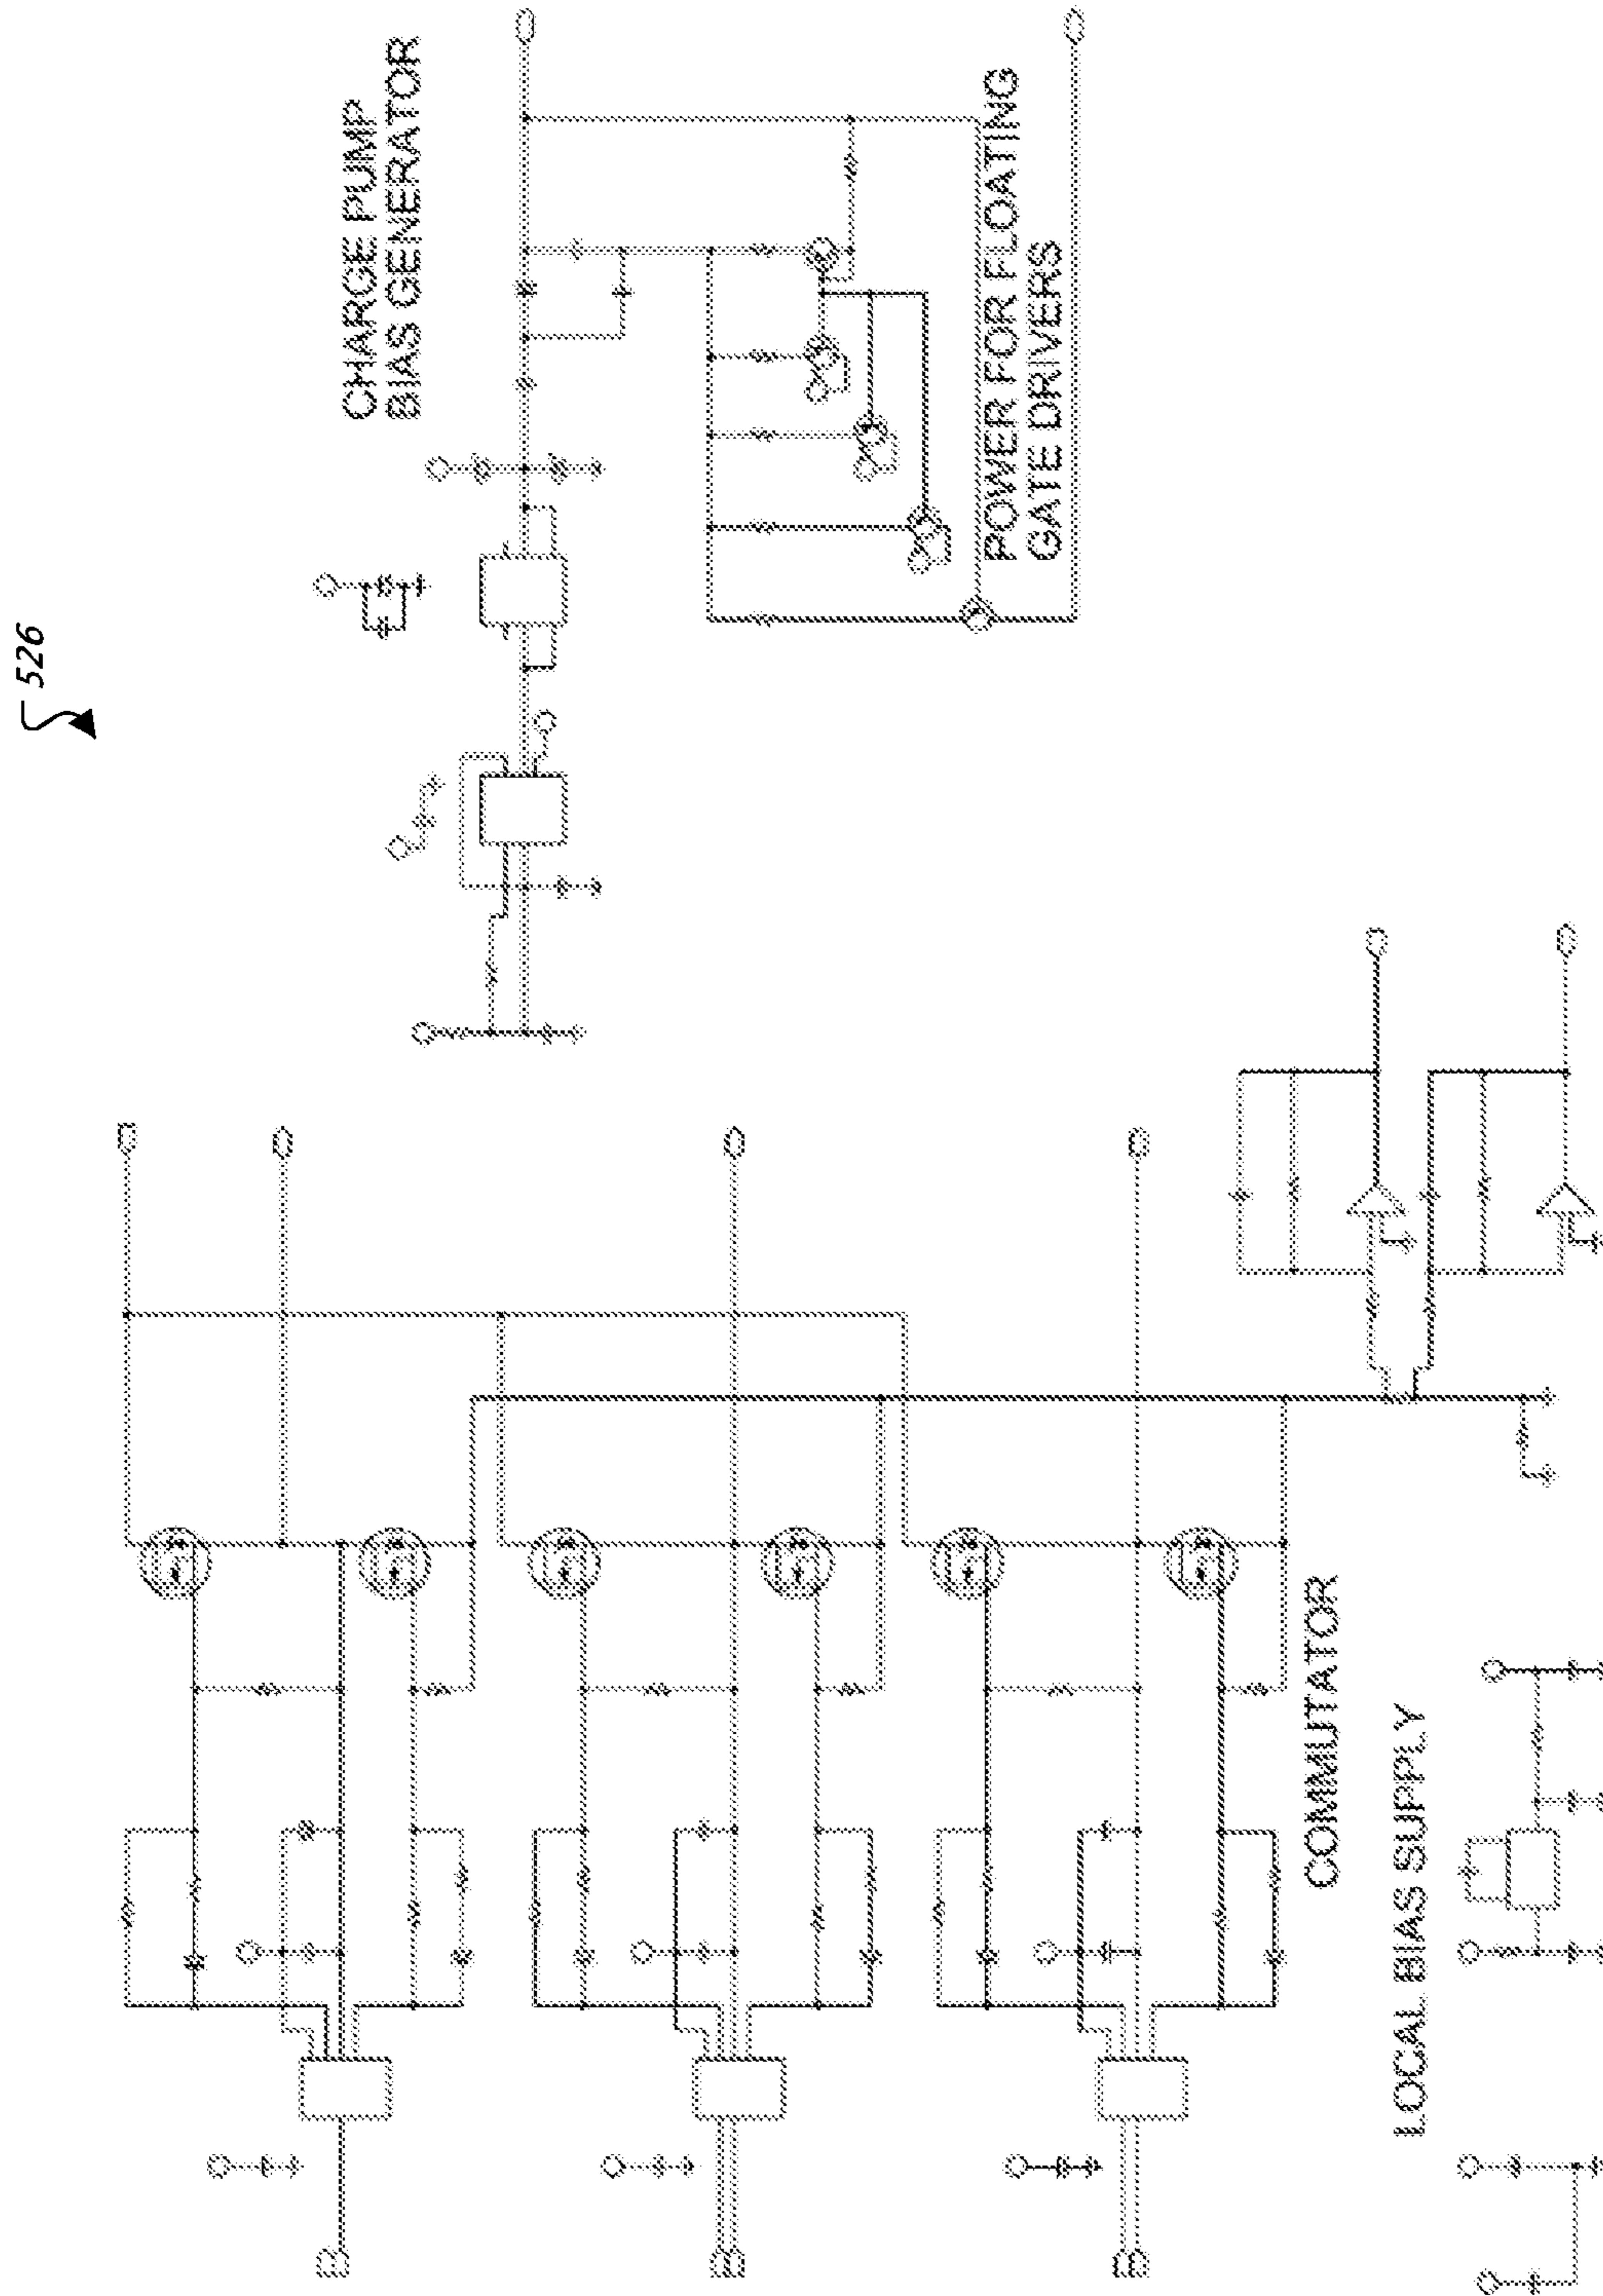 526
CHARGE PUMP
BIAS GENERATOR
POWER FOR FLOATING
GATE DRIVERS
COMMUTATOR
LOCAL BIAS SUPPLY